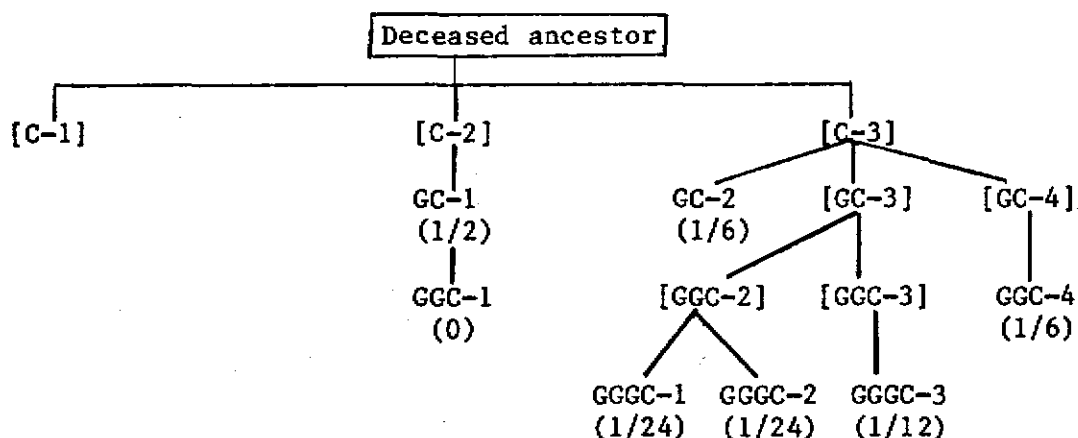 Deceased ancestor
[C-1] [C-2] [C-3]
GC-1 GC-2 [GC-3] [GC-4]
(1/2) (1/6)
GGC-1 [GGC-2] [GGC-3] GGC-4
(0) (1/6)
GGGC-1 GGGC-2 GGGC-3
(1/24) (1/24) (1/12)